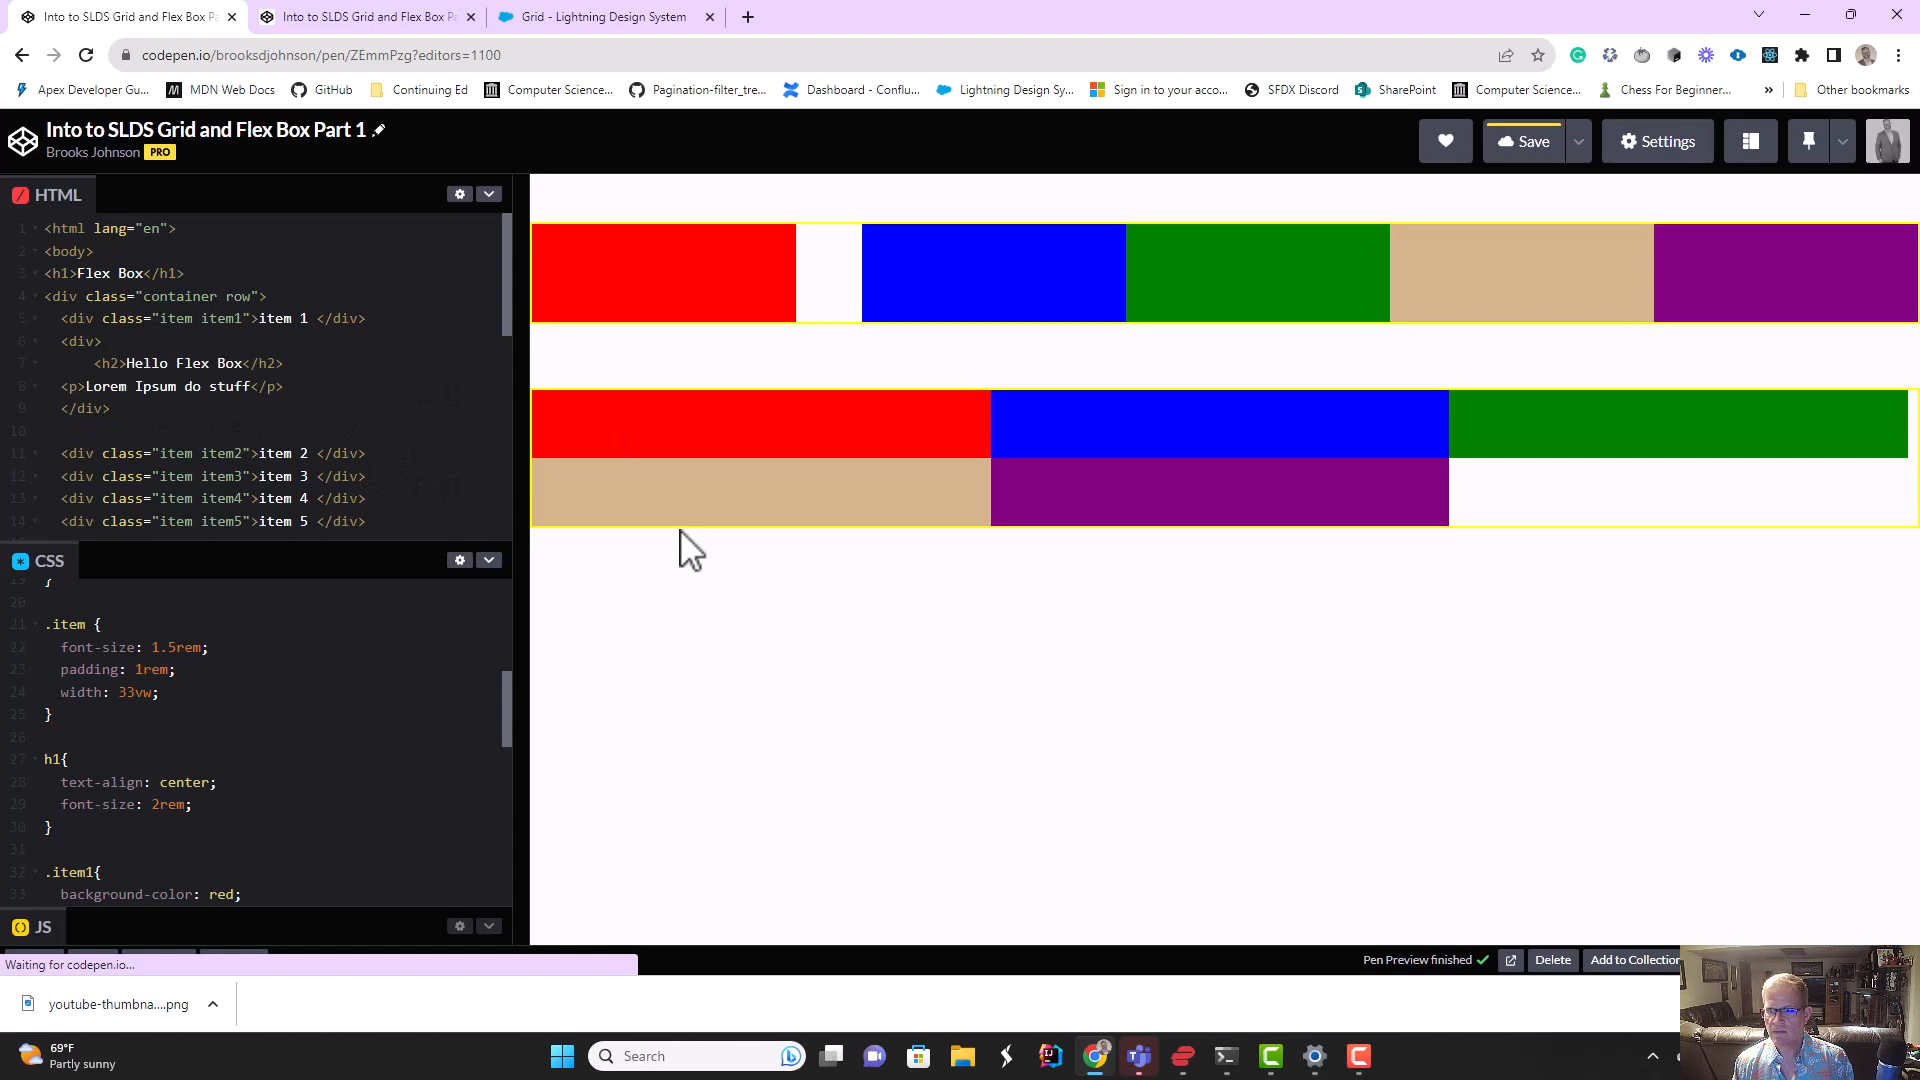 Into to SLDS Grid and Flex Box Pa
Into to SLDS Grid and Flex Box Pa
Grid - Lightning Design System
codepen.io/brooksdjohnson/pen/ZEmmPzg?editors=1100
Apex Developer Gu...
MDN Web Docs
GitHub
Continuing Ed
Computer Science...
Pagination-filter_tre...
Dashboard - Conflu...
Lightning Design Sy...
Sign in to your acco...
SFDX Discord
SharePoint
Computer Science...
Chess For Beginner...
»
Other bookmarks
Into to SLDS Grid and Flex Box Part 1
Brooks Johnson PRO
Save
Settings
HTML
1 <html lang="en">
2 <body>
3 <h1>Flex Box</h1>
4 <div class="container row">
5 <div class="item item1">item 1 </div>
6 <div>
7 <h2>Hello Flex Box</h2>
8 <p>Lorem Ipsum do stuff</p>
9 </div>
10
11 <div class="item item2">item 2 </div>
12 <div class="item item3">item 3 </div>
13 <div class="item item4">item 4 </div>
14 <div class="item item5">item 5 </div>
CSS
19 }
20
21 .item {
22 font-size: 1.5rem;
23 padding: 1rem;
24 width: 33vw;
25 }
26
27 h1{
28 text-align: center;
29 font-size: 2rem;
30 }
31
32 .item1{
33 background-color: red;
JS
Waiting for codepen.io...
Pen Preview finished
Delete
Add to Collection
youtube-thumbna....png
69°F
Partly sunny
Search